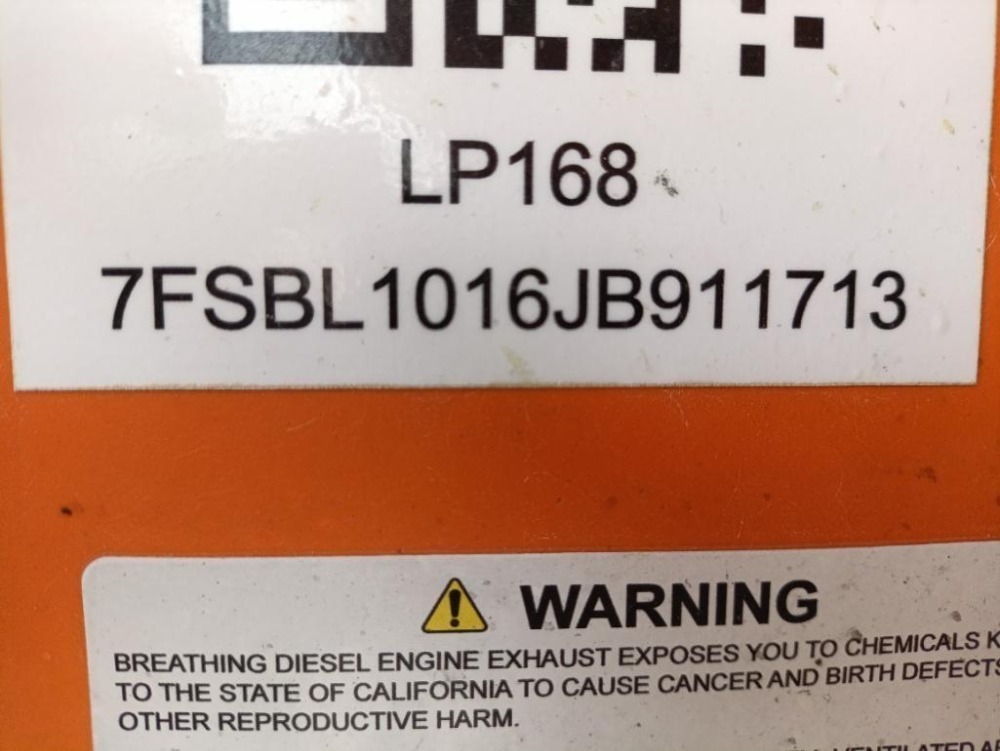 LP168
7FSBL1016JB911713
WARNING
BREATHING DIESEL ENGINE EXHAUST EXPOSES YOU TO CHEMICALS
TO THE STATE OF CALIFORNIA TO CAUSE CANCER AND BIRTH DEFECTS
OTHER REPRODUCTIVE HARM.